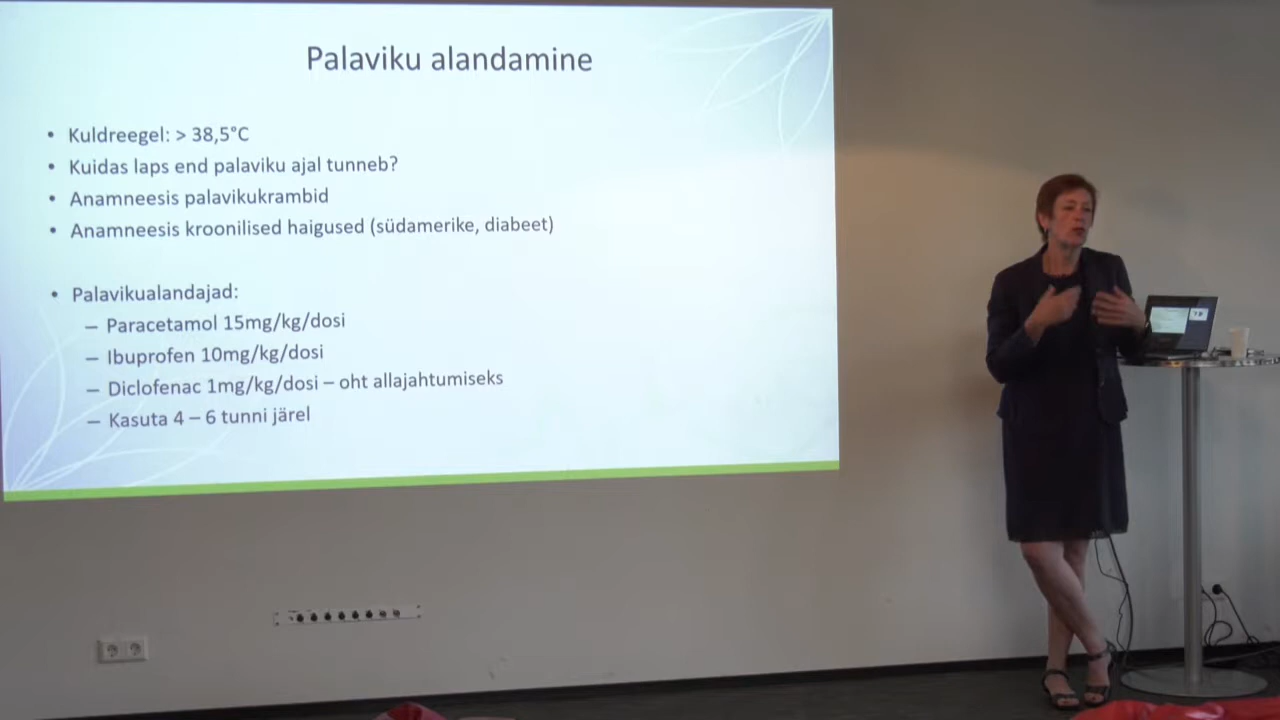 Palaviku alandamine
• Kuldreegel: > 38,5°C
• Kuidas laps end palaviku ajal tunneb?
• Anamneesis palavikukrambid
• Anamneesis kroonilised haigused (südamerike, diabeet)
• Palavikualandajad:
– Paracetamol 15mg/kg/dosi
– Ibuprofen 10mg/kg/dosi
– Diclofenac 1mg/kg/dosi – oht allajahtumiseks
– Kasuta 4 – 6 tunni järel